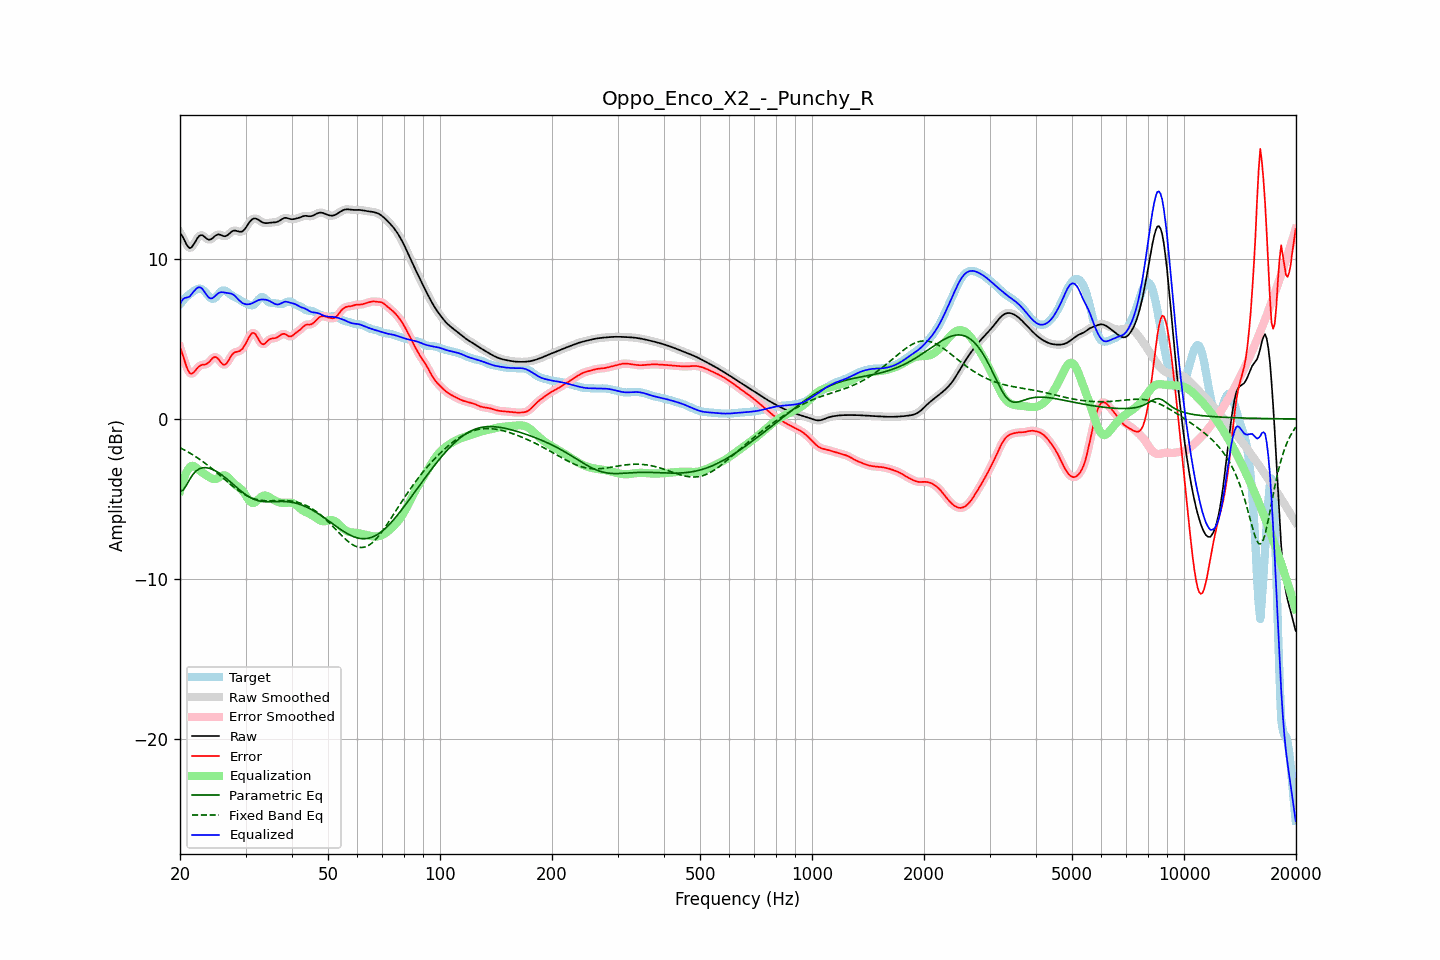 Oppo_Enco_X2_-_Punchy_R
Amplitude (dBr)
10
0
−10
−20
Target
Raw Smoothed
Error Smoothed
Raw
Error
Equalization
Parametric Eq
Fixed Band Eq
Equalized
20 50 100 200 500 1000 2000 5000 10000 20000
Frequency (Hz)